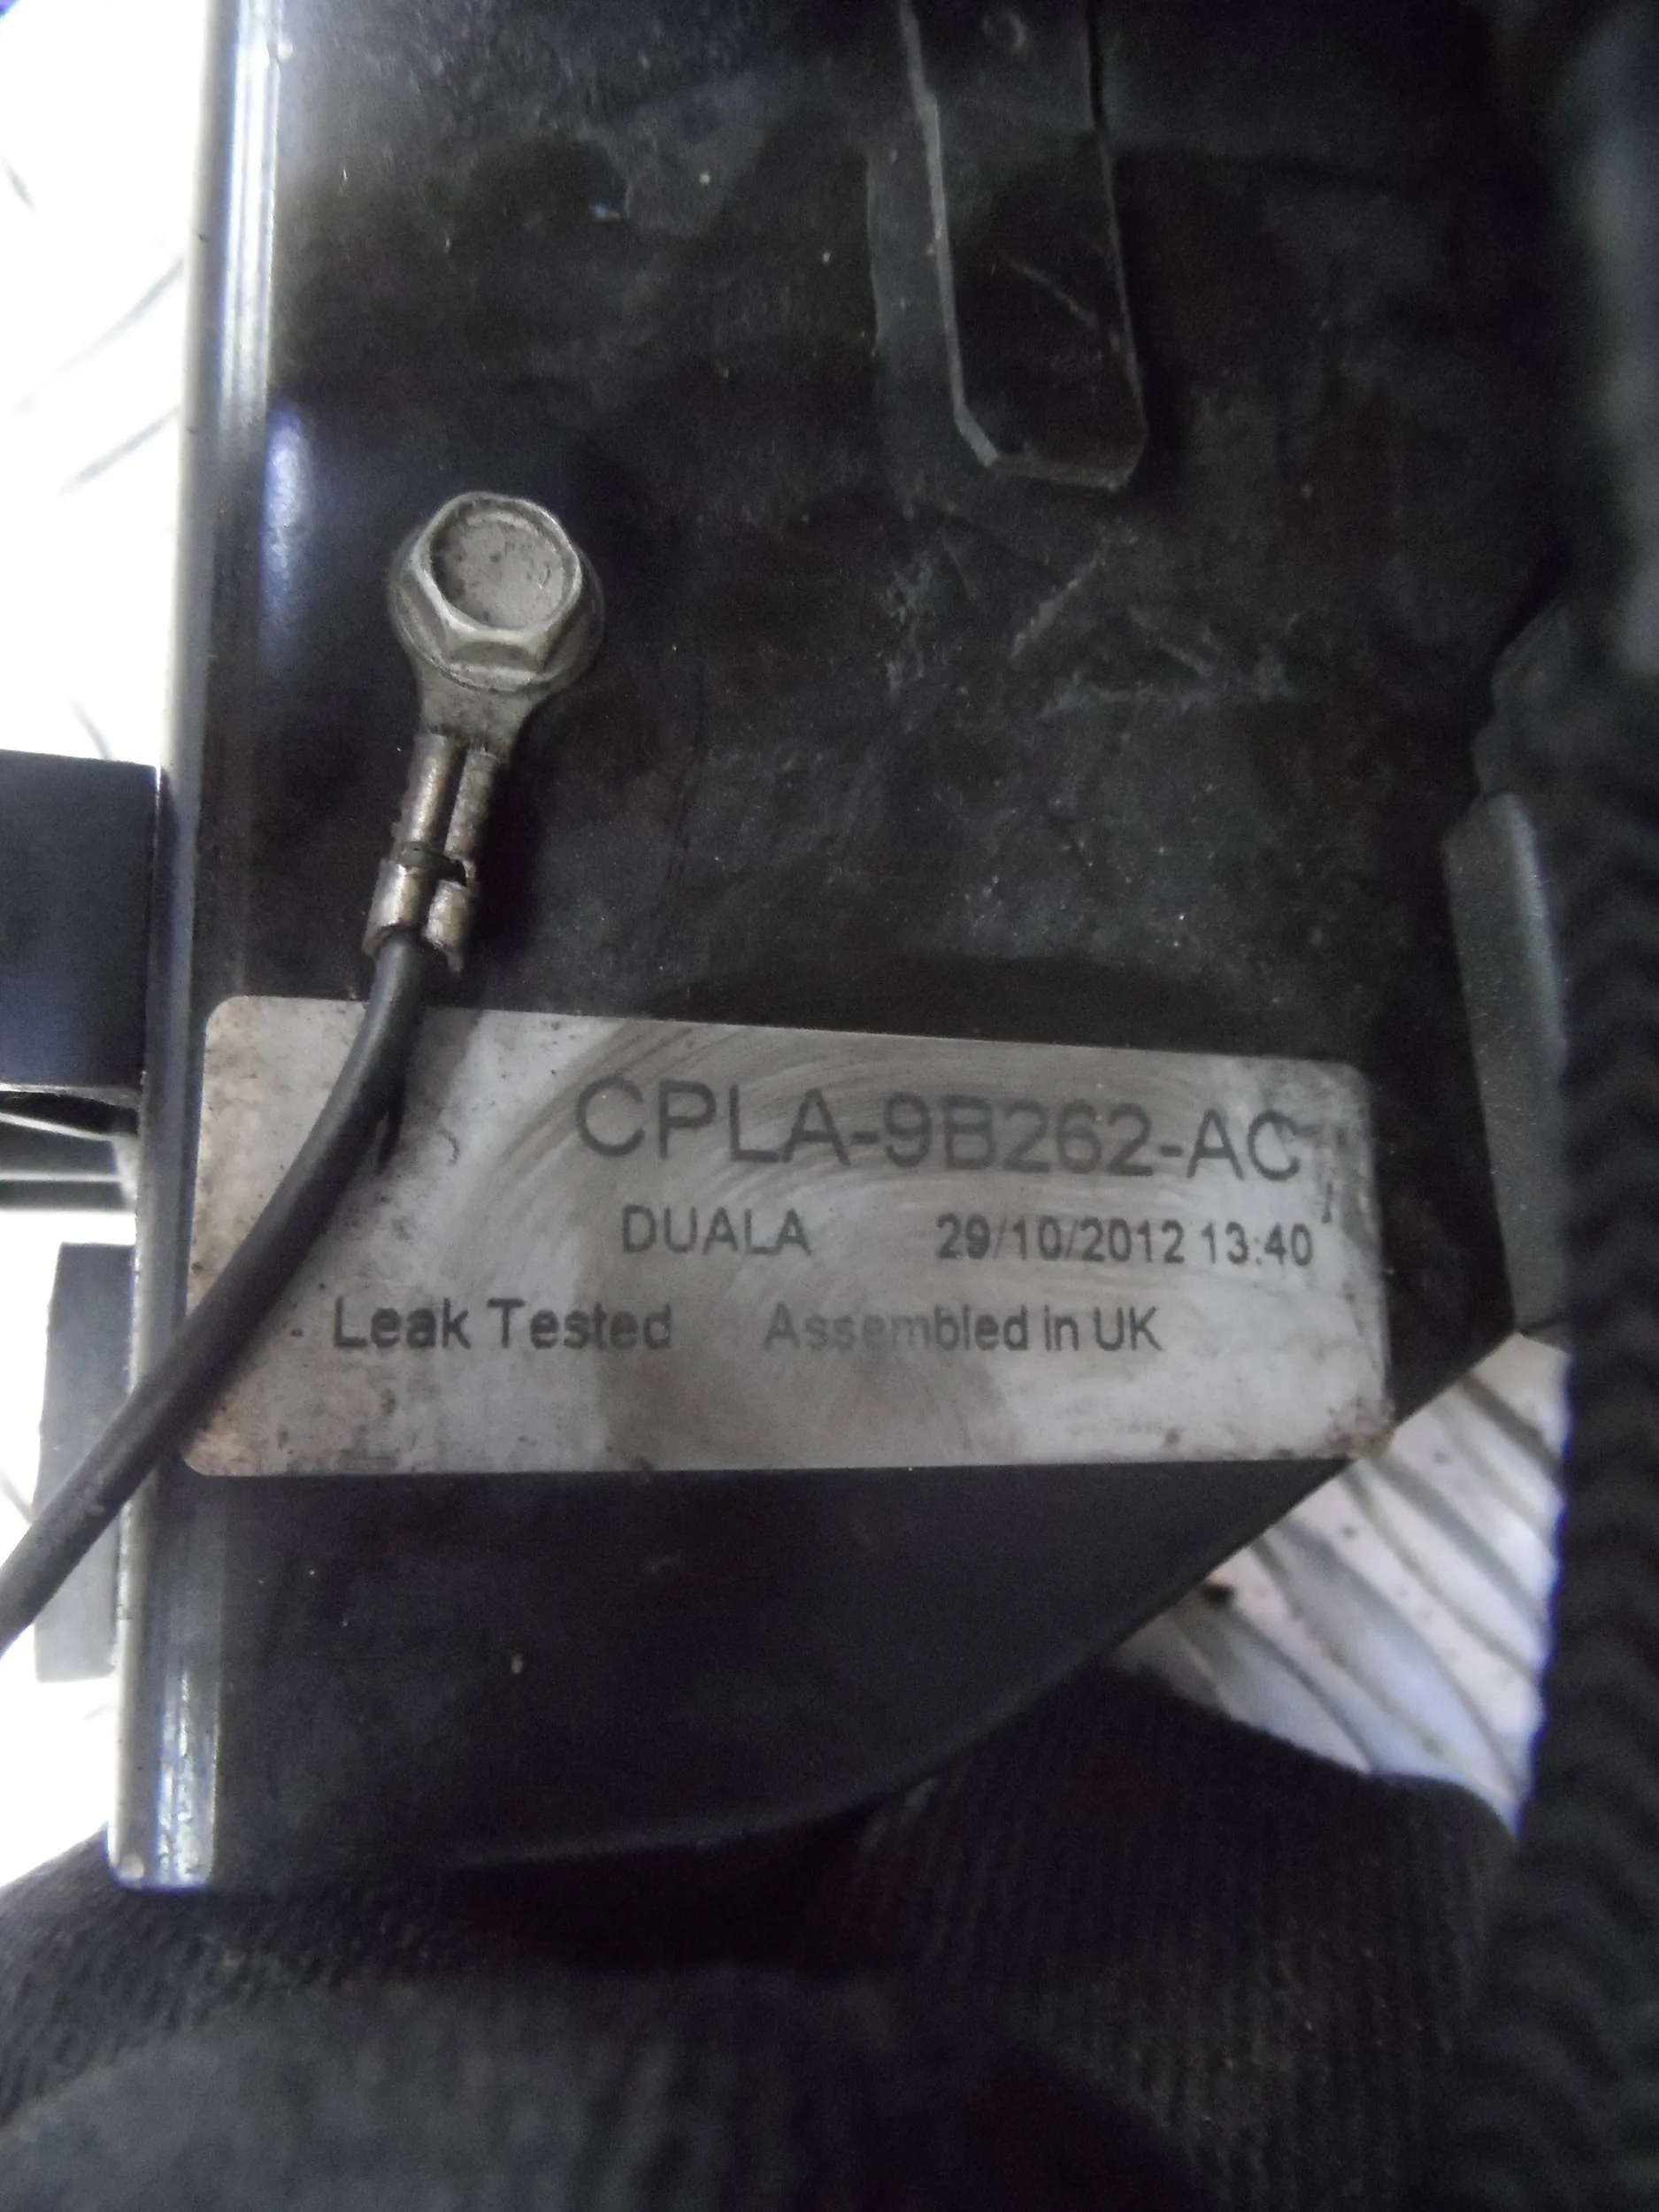 CPLA-9B262-AC
DUALA 29/10/2012 13:40
Leak Tested Assembled in UK